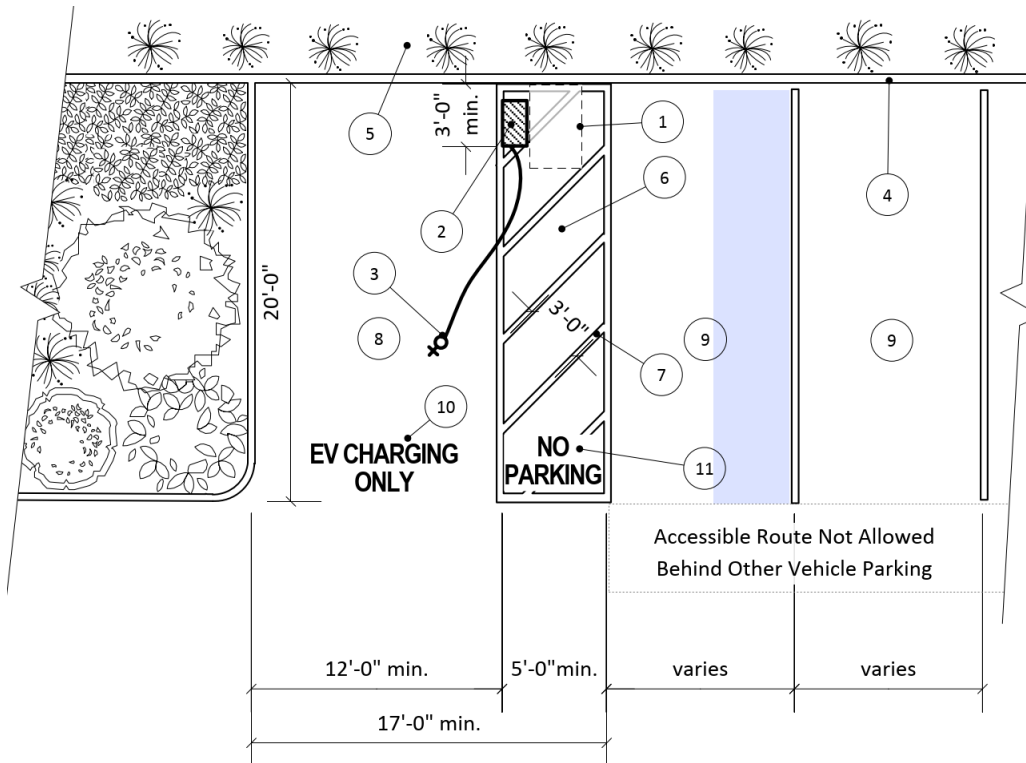 3'-0"
min.
1
5
6
2
4
3
20'-0"
3'-0"
8
9
9
7
10
EV CHARGING
ONLY
NO
PARKING
11
Accessible Route Not Allowed
Behind Other Vehicle Parking
12'-0" min.
5'-0"min.
varies
varies
17'-0" min.